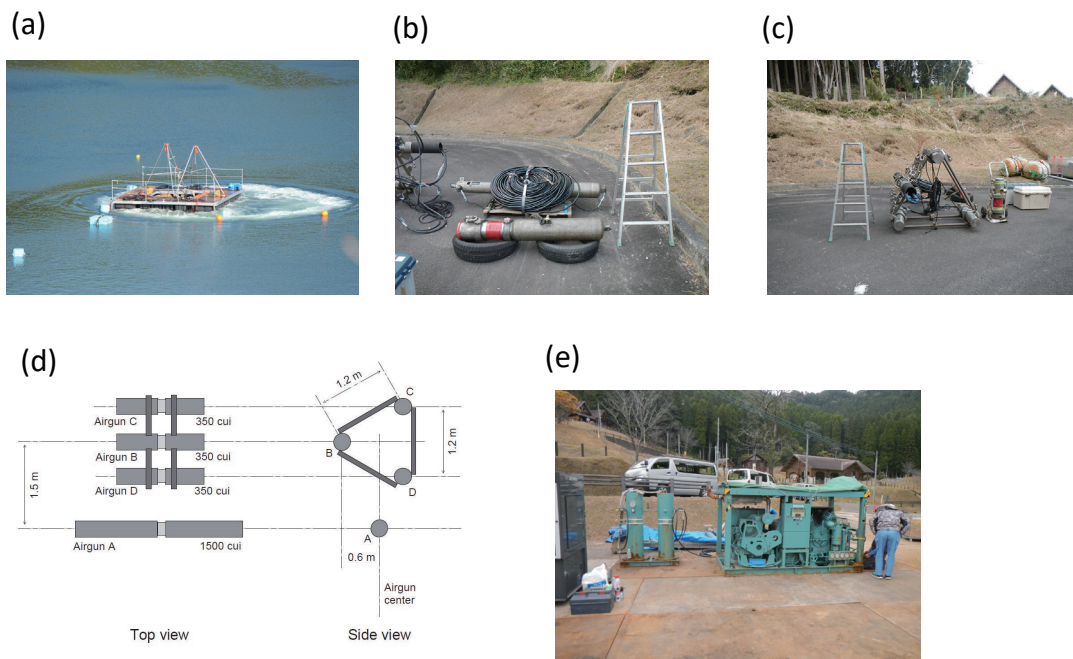 (a)
(b)
(c)
(d)
(e)
1.2 m
C
Airgun C
350 cui
Airgun B
350 cui
B
1.2 m
Airgun D
350 cui
D
1.5 m
Airgun A
1500 cui
A
0.6 m
Airgun
center
Top view
Side view